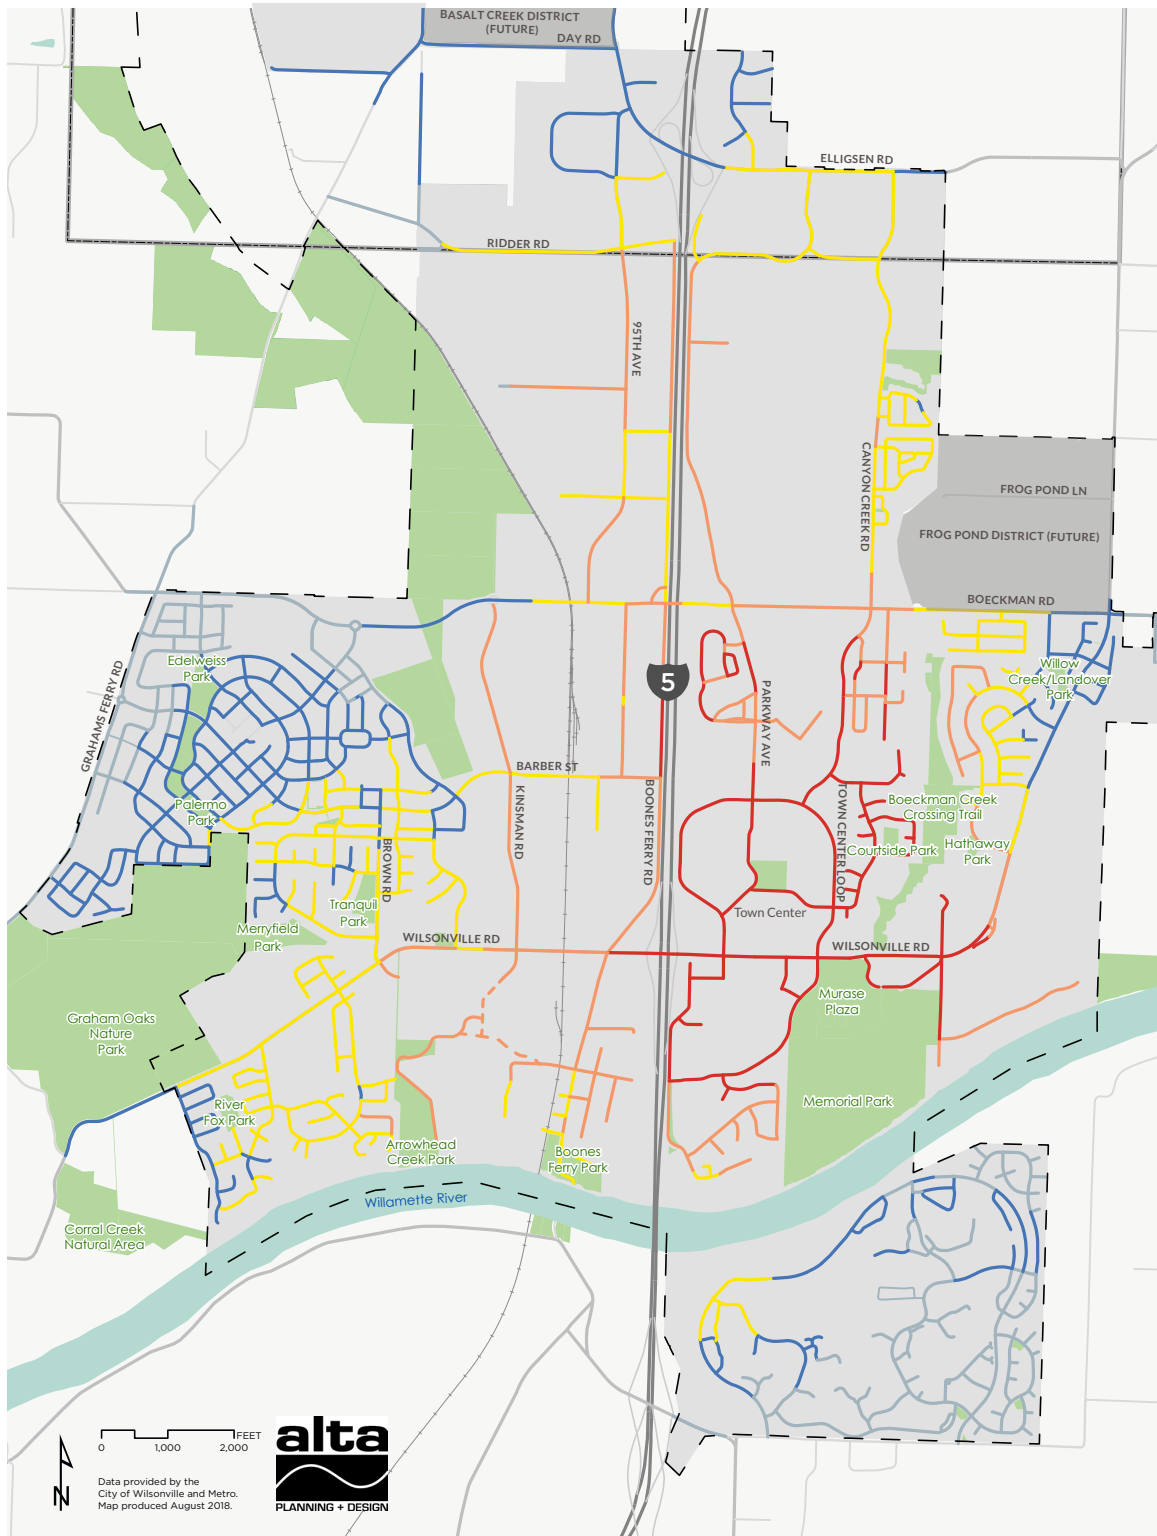 BASALT CREEK DISTRICT
(FUTURE)
DAY RD
ELLIGSEN RD
RIDDER RD
95TH AVE
CANYON CREEK RD
FROG POND LN
FROG POND DISTRICT (FUTURE)
BOECKMAN RD
Edelweiss
Park
Willow
Creek/Landover
Park
5
GRAHAMS FERRY RD
PARKWAY AVE
BARBER ST
KINSMAN RD
BOONES FERRY RD
TOWN CENTER LOOP
Palermo
Park
Boeckman Creek
Crossing Trail
BROWN RD
Courtside Park
Hathaway
Park
Tranquil
Park
Town Center
Merryfield
Park
WILSONVILLE RD
WILSONVILLE RD
Murase
Plaza
Graham Oaks
Nature
Park
River
Fox Park
Memorial Park
Arrowhead
Creek Park
Boones
Ferry Park
Willamette River
Corral Creek
Natural Area
FEET
0 1,000 2,000
N
Data provided by the
City of Wilsonville and Metro.
Map produced August 2018.
alta
PLANNING + DESIGN